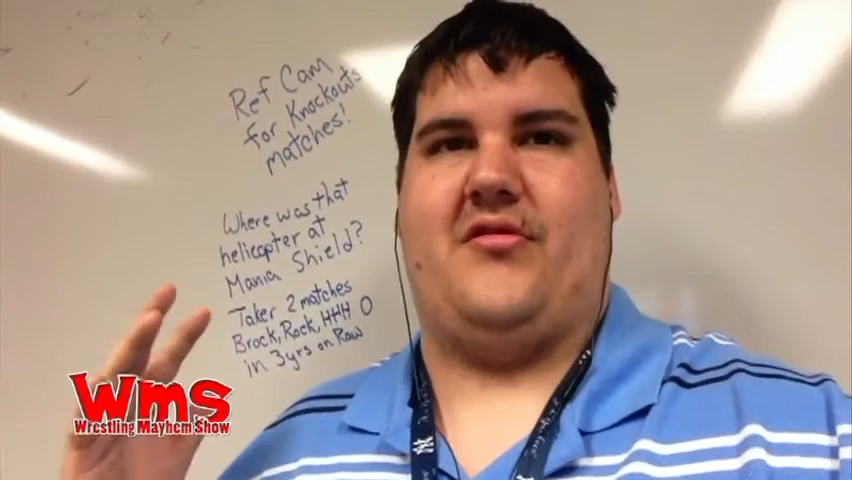 Ref Cam
for Knockouts
matches!
Where was that
helicopter at
Mania Shield?
Taker 2 matches
Brock, Rock, HHH 0
in 3yrs on Raw
WMS
Wrestling Mayhem Show